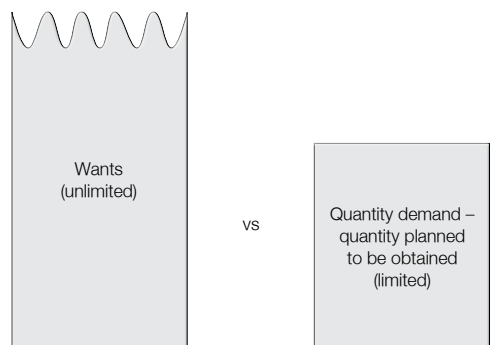 Wants
(unlimited)
vs
Quantity demand –
quantity planned
to be obtained
(limited)